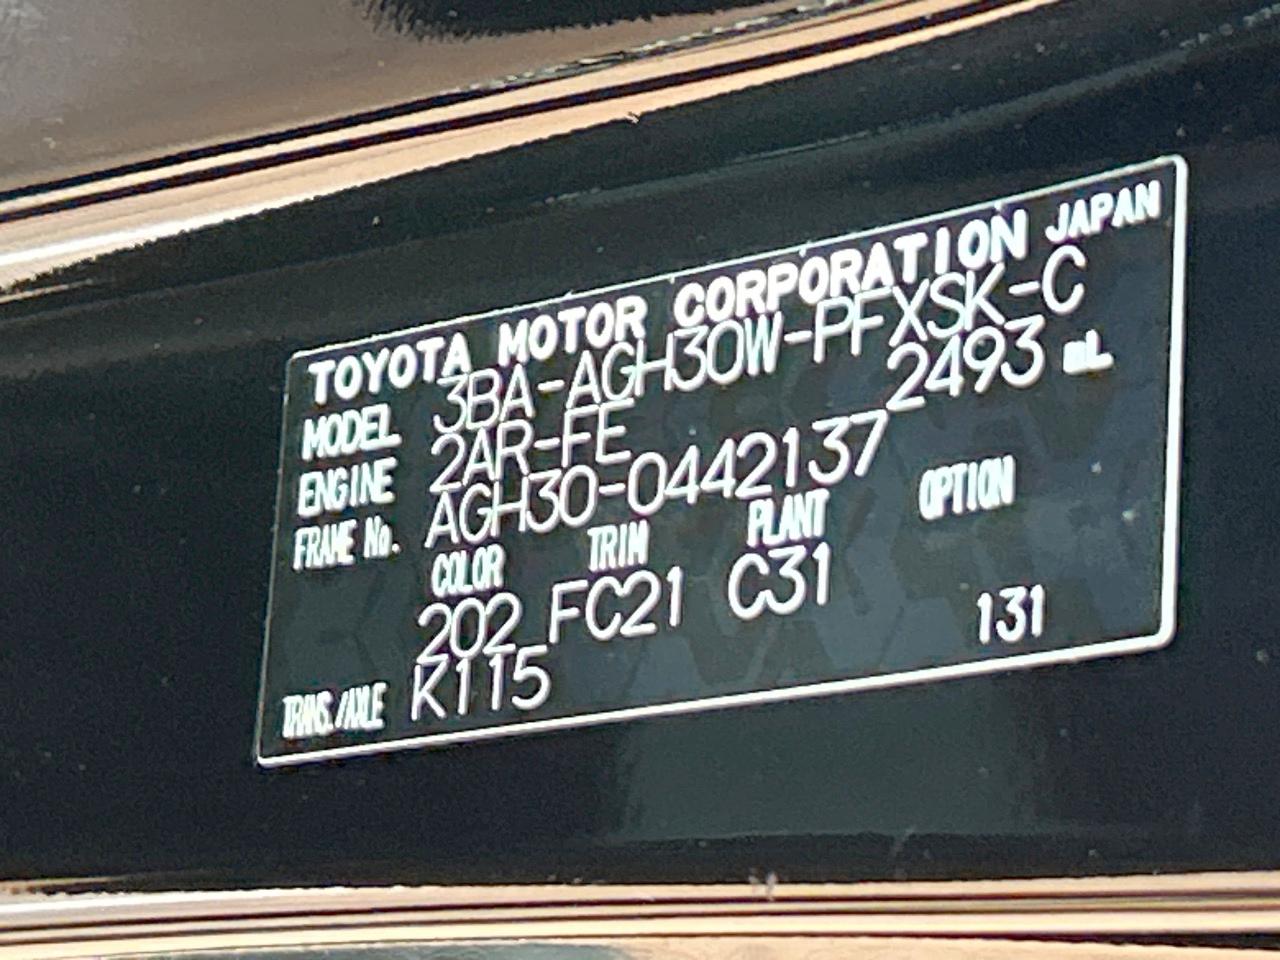 TOYOTA MOTOR CORPORATION JAPAN
MODEL 3BA-AGH30W-PFXSK-C
ENGINE 2AR-FE 2493 mL
FRAME No. AGH30-0442137
COLOR TRIM PLANT OPTION
202 FC21 C31 131
TRANS./AXLE K115